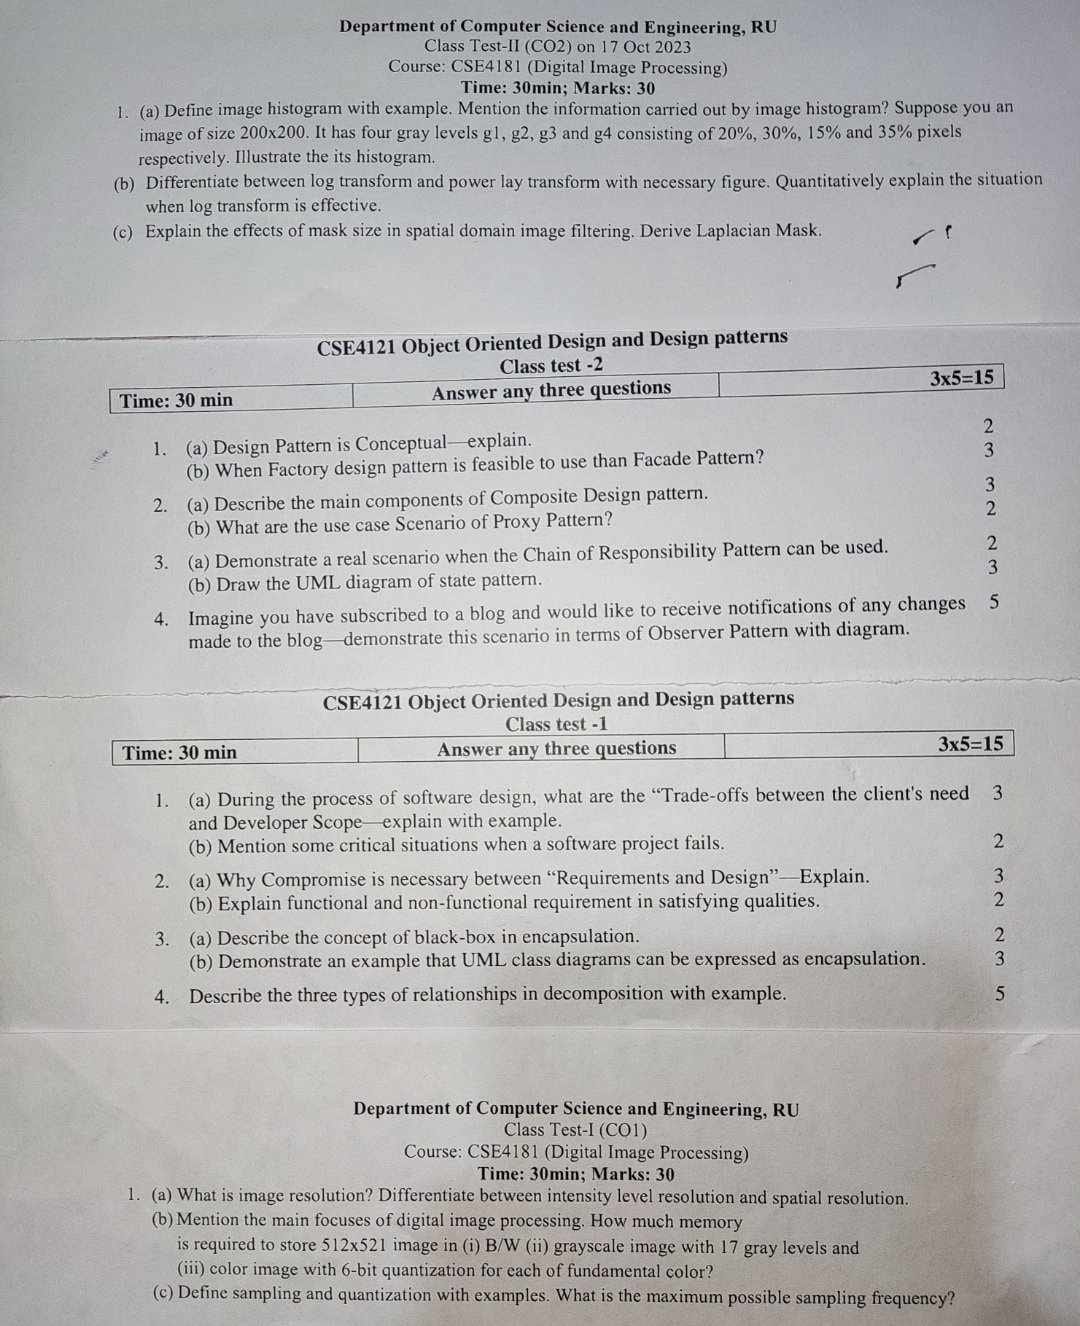 Department of Computer Science and Engineering, RU
Class Test-II (CO2) on 17 Oct 2023
Course: CSE4181 (Digital Image Processing)
Time: 30min; Marks: 30
1. (a) Define image histogram with example. Mention the information carried out by image histogram? Suppose you an
image of size 200x200. It has four gray levels g1, g2, g3 and g4 consisting of 20%, 30%, 15% and 35% pixels
respectively. Illustrate the its histogram.
(b) Differentiate between log transform and power lay transform with necessary figure. Quantitatively explain the situation
when log transform is effective.
(c) Explain the effects of mask size in spatial domain image filtering. Derive Laplacian Mask.
CSE4121 Object Oriented Design and Design patterns
Class test -2
Time: 30 min Answer any three questions 3x5=15
1. (a) Design Pattern is Conceptual—explain. 2
(b) When Factory design pattern is feasible to use than Facade Pattern? 3
2. (a) Describe the main components of Composite Design pattern. 3
(b) What are the use case Scenario of Proxy Pattern? 2
3. (a) Demonstrate a real scenario when the Chain of Responsibility Pattern can be used. 2
(b) Draw the UML diagram of state pattern. 3
4. Imagine you have subscribed to a blog and would like to receive notifications of any changes 5
made to the blog—demonstrate this scenario in terms of Observer Pattern with diagram.
CSE4121 Object Oriented Design and Design patterns
Class test -1
Time: 30 min Answer any three questions 3x5=15
1. (a) During the process of software design, what are the “Trade-offs between the client's need 3
and Developer Scope—explain with example.
(b) Mention some critical situations when a software project fails. 2
2. (a) Why Compromise is necessary between “Requirements and Design”—Explain. 3
(b) Explain functional and non-functional requirement in satisfying qualities. 2
3. (a) Describe the concept of black-box in encapsulation. 2
(b) Demonstrate an example that UML class diagrams can be expressed as encapsulation. 3
4. Describe the three types of relationships in decomposition with example. 5
Department of Computer Science and Engineering, RU
Class Test-I (CO1)
Course: CSE4181 (Digital Image Processing)
Time: 30min; Marks: 30
1. (a) What is image resolution? Differentiate between intensity level resolution and spatial resolution.
(b) Mention the main focuses of digital image processing. How much memory
is required to store 512x521 image in (i) B/W (ii) grayscale image with 17 gray levels and
(iii) color image with 6-bit quantization for each of fundamental color?
(c) Define sampling and quantization with examples. What is the maximum possible sampling frequency?